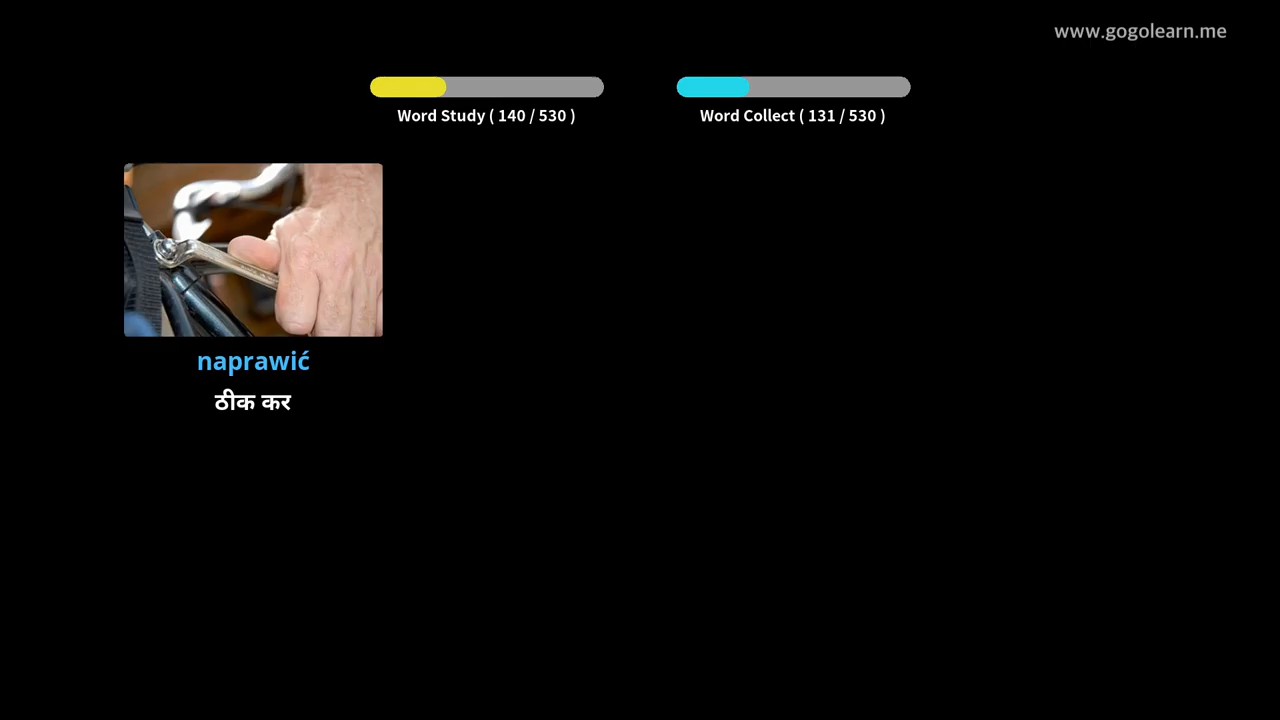 www.gogolearn.me
Word Study ( 140 / 530 )
Word Collect ( 131 / 530 )
naprawić
ठीक कर